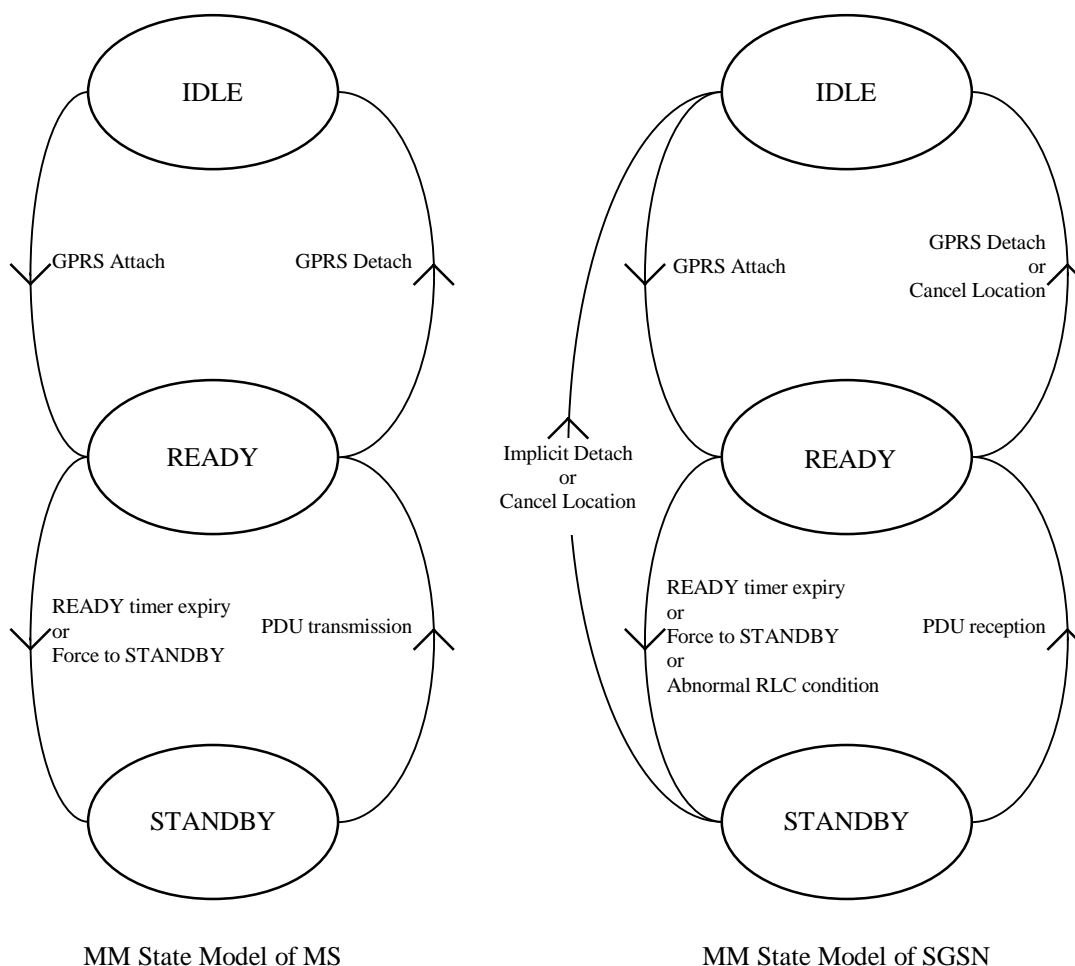 IDLE
GPRS Attach
GPRS Detach
READY
READY timer expiry
or
Force to STANDBY
PDU transmission
STANDBY
MM State Model of MS
IDLE
GPRS Attach
GPRS Detach
or
Cancel Location
READY
Implicit Detach
or
Cancel Location
READY timer expiry
or
Force to STANDBY
or
Abnormal RLC condition
PDU reception
STANDBY
MM State Model of SGSN